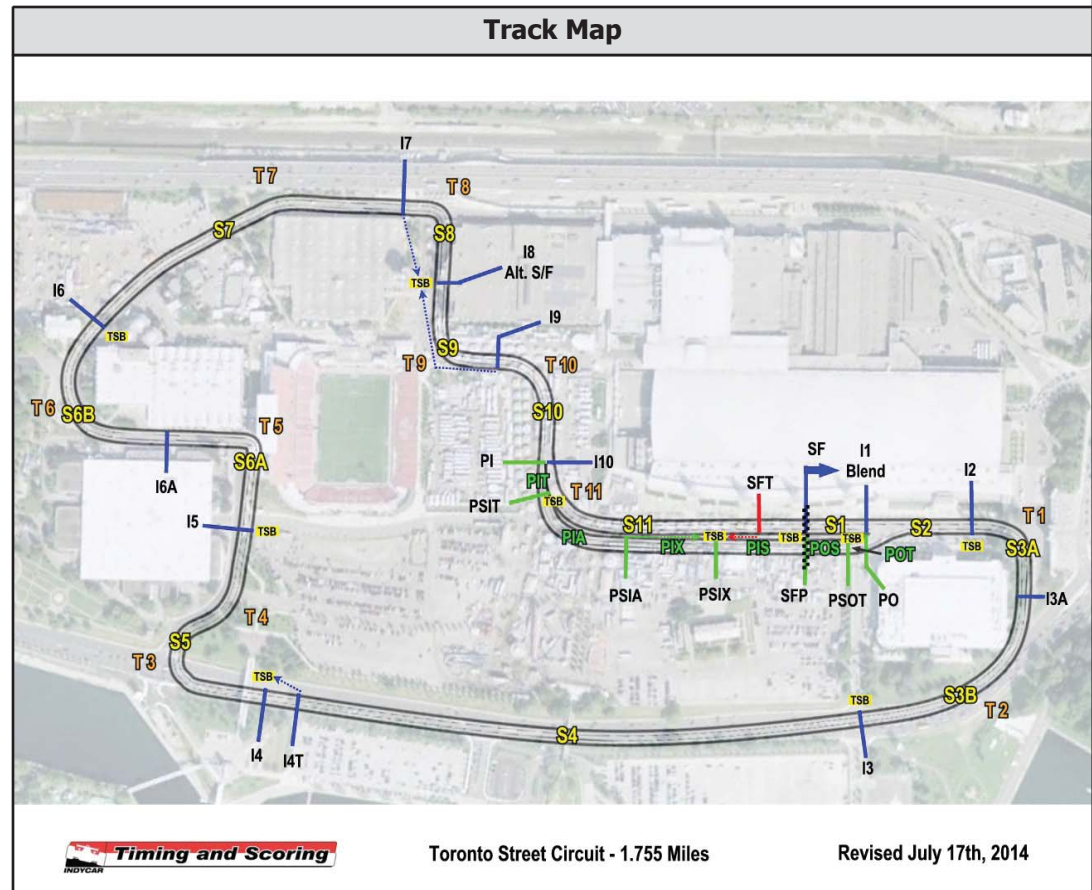 Track Map
I7
T 7
T 8
S7
S8
I8
Alt. S/F
TSB
I6
TSB
I9
S9
T 9
T 10
T 6
S6B
T 5
S10
S6A
I6A
PI
I10
PIT
SF
I1
Blend
I2
SFT
PSIT
TSB
T 11
I5
TSB
S11
S1
S2
T 1
PIA
PIX
TSB
PIS
TSB
POS
TSB
POT
TSB
S3A
PSIA
PSIX
SFP
PSOT
PO
I3A
T 4
S5
T 3
TSB
TSB
S3B
T 2
S4
I4
I4T
I3
INDYCAR
Timing and Scoring
Toronto Street Circuit - 1.755 Miles
Revised July 17th, 2014